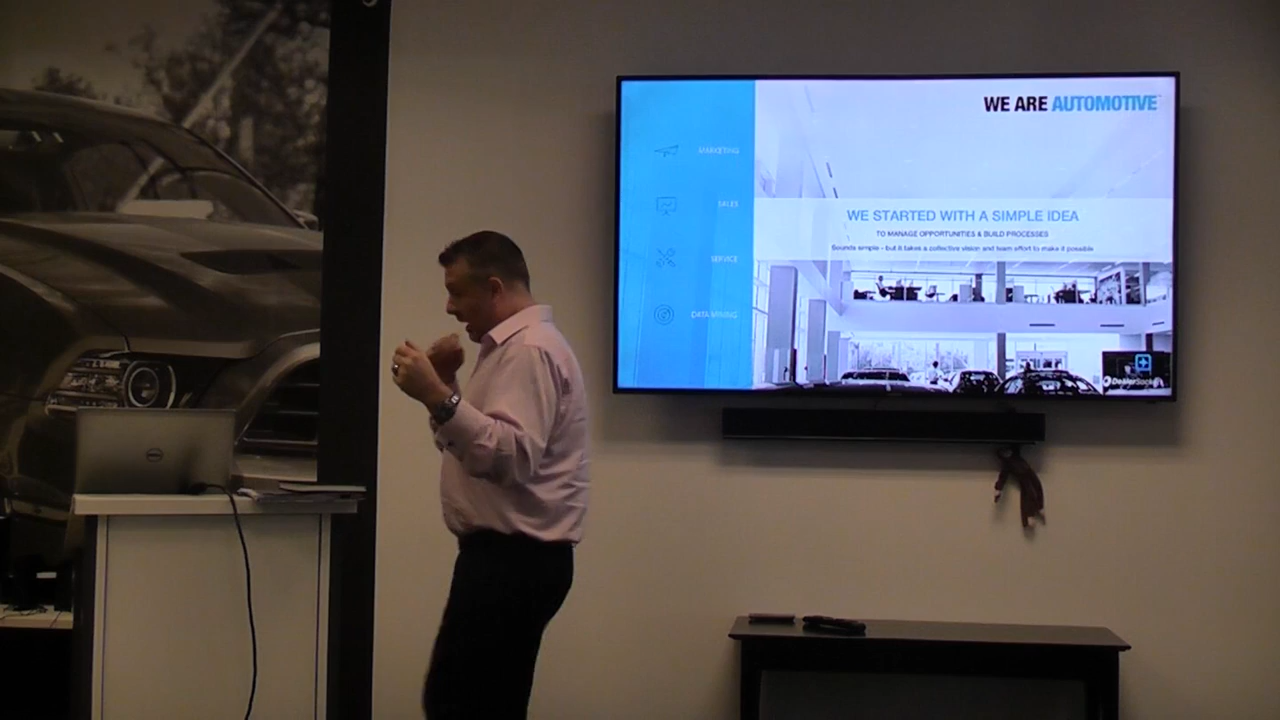 WE ARE AUTOMOTIVE
MARKETING
SALES
SERVICE
DATA MINING
WE STARTED WITH A SIMPLE IDEA
TO MANAGE OPPORTUNITIES & BUILD PROCESSES
Sounds simple - but it takes a collective vision and team effort to make it possible
DealerSocket
DELL